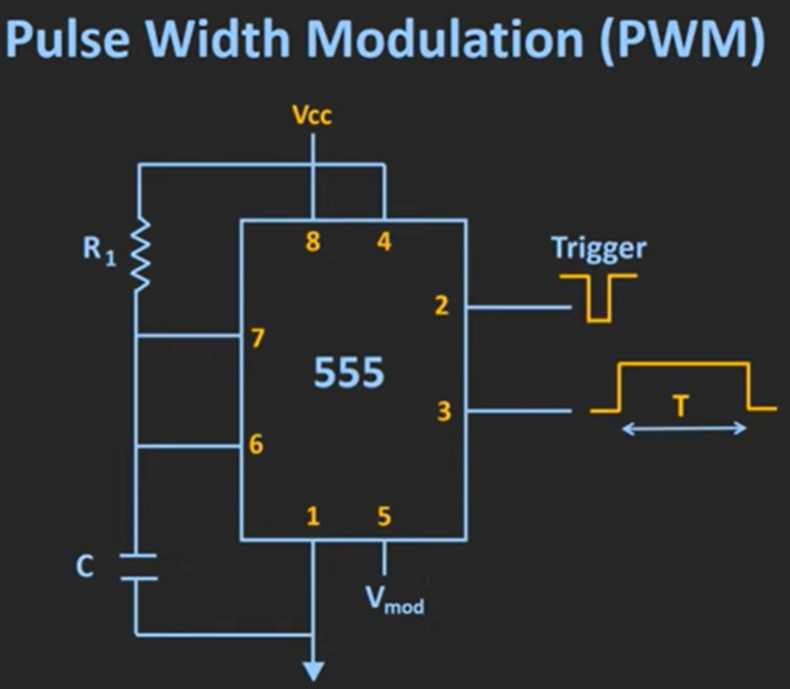 Pulse Width Modulation (PWM)
Vcc
R1
8 4
Trigger
2
7
555
3
T
6
1 5
C
Vmod